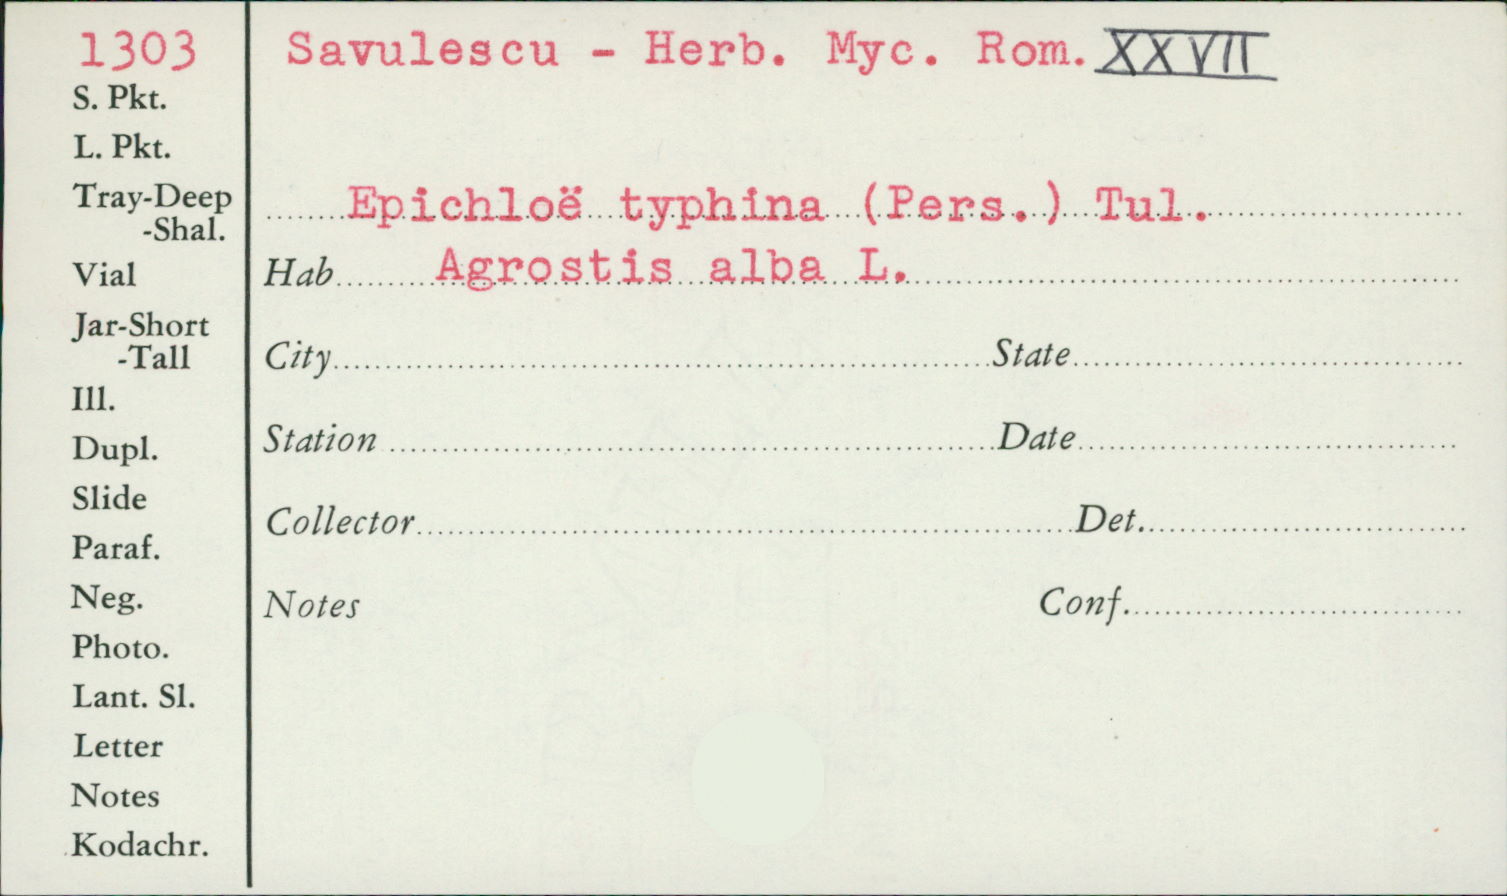 1303
S. Pkt.
L. Pkt.
Tray-Deep
-Shal.
Vial
Jar-Short
-Tall
Ill.
Dupl.
Slide
Paraf.
Neg.
Photo.
Lant. Sl.
Letter
Notes
Kodachr.
Savulescu - Herb. Myc. Rom. XXVII
Epichloë typhina (Pers.) Tul.
Hab Agrostis alba L.
City State
Station Date
Collector Det.
Notes Conf.